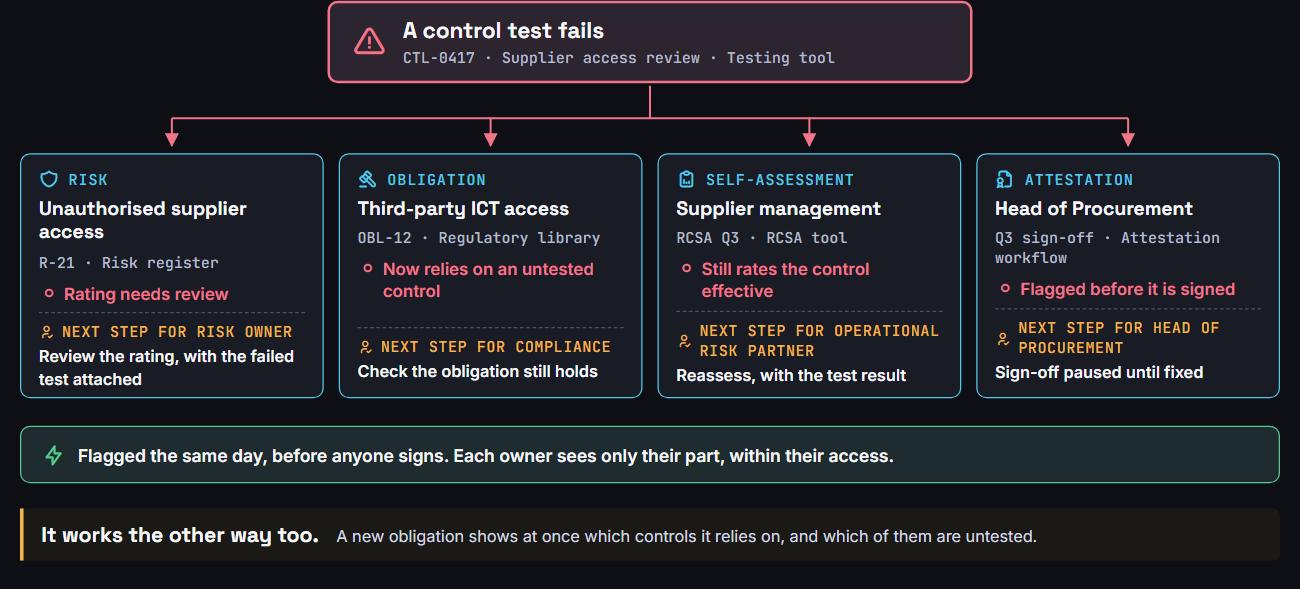 A control test fails
CTL-0417 · Supplier access review · Testing tool
RISK
Unauthorised supplier
access
R-21 · Risk register
Rating needs review
NEXT STEP FOR RISK OWNER
Review the rating, with the failed
test attached
OBLIGATION
Third-party ICT access
OBL-12 · Regulatory library
Now relies on an untested
control
NEXT STEP FOR COMPLIANCE
Check the obligation still holds
SELF-ASSESSMENT
Supplier management
RCSA Q3 · RCSA tool
Still rates the control
effective
NEXT STEP FOR OPERATIONAL
RISK PARTNER
Reassess, with the test result
ATTESTATION
Head of Procurement
Q3 sign-off · Attestation
workflow
Flagged before it is signed
NEXT STEP FOR HEAD OF
PROCUREMENT
Sign-off paused until fixed
Flagged the same day, before anyone signs. Each owner sees only their part, within their access.
It works the other way too. A new obligation shows at once which controls it relies on, and which of them are untested.